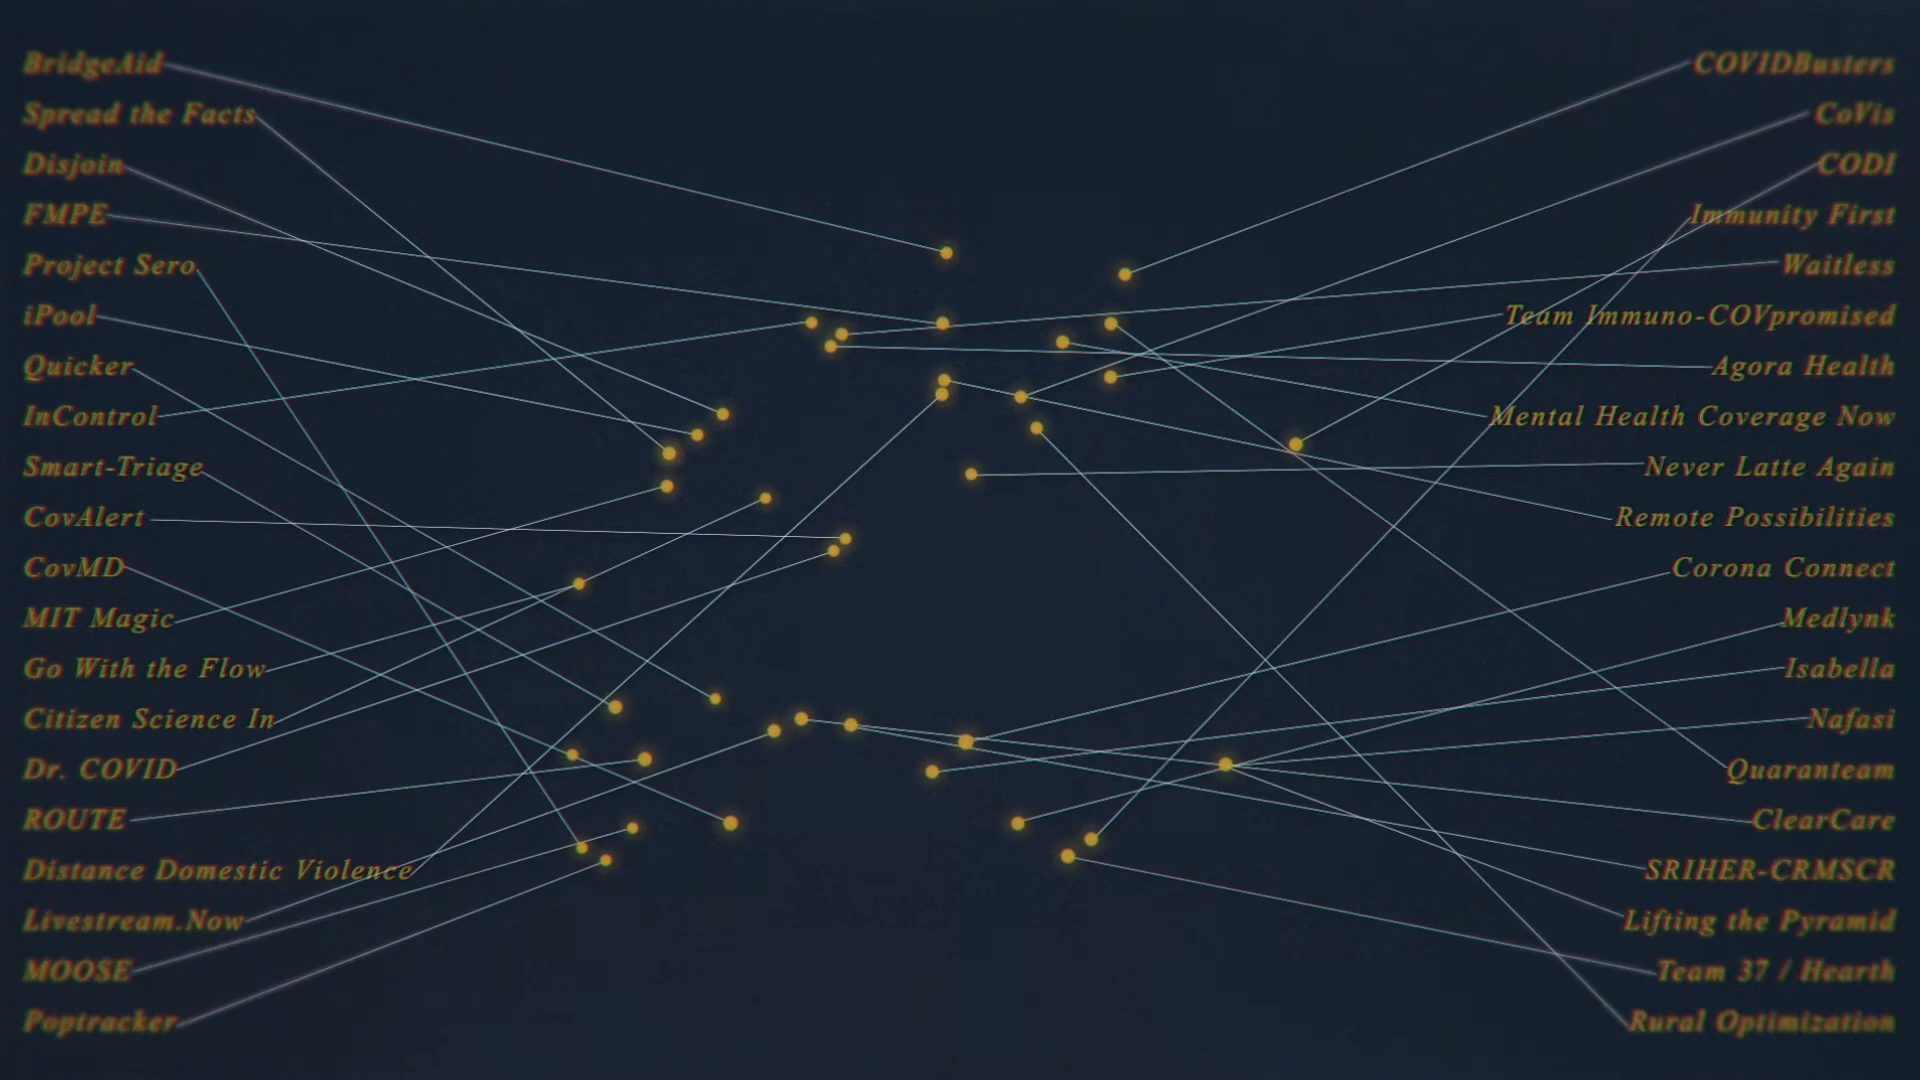 BridgeAid
Spread the Facts
Disjoin
FMPE
Project Sero
iPool
Quicker
InControl
Smart-Triage
CovAlert
CovMD
MIT Magic
Go With the Flow
Citizen Science In
Dr. COVID
ROUTE
Distance Domestic Violence
Livestream.Now
MOOSE
Poptracker
COVIDBusters
CoVis
CODI
Immunity First
Waitless
Team Immuno-COVpromised
Agora Health
Mental Health Coverage Now
Never Latte Again
Remote Possibilities
Corona Connect
Medlynk
Isabella
Nafasi
Quaranteam
ClearCare
SRIHER-CRMSCR
Lifting the Pyramid
Team 37 / Hearth
Rural Optimization